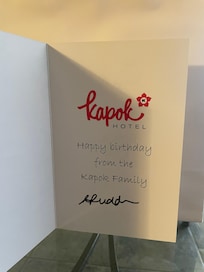 kapok
HOTEL
Happy birthday
from the
Kapok Family